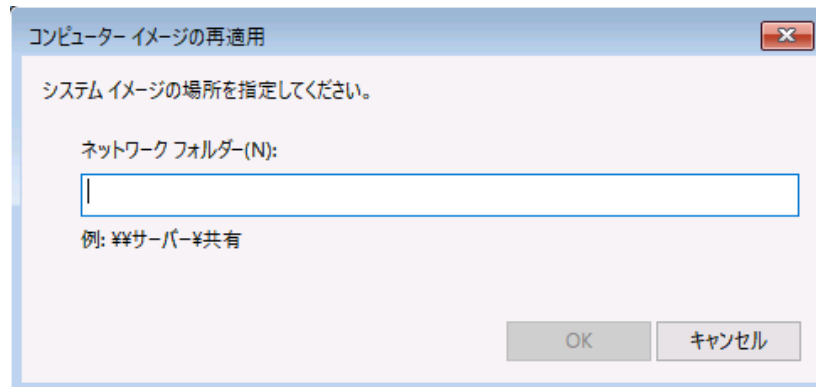 コンピューター イメージの再適用
システム イメージの場所を指定してください。
ネットワーク フォルダー(N):
例: ¥¥サーバー¥共有
OK
キャンセル